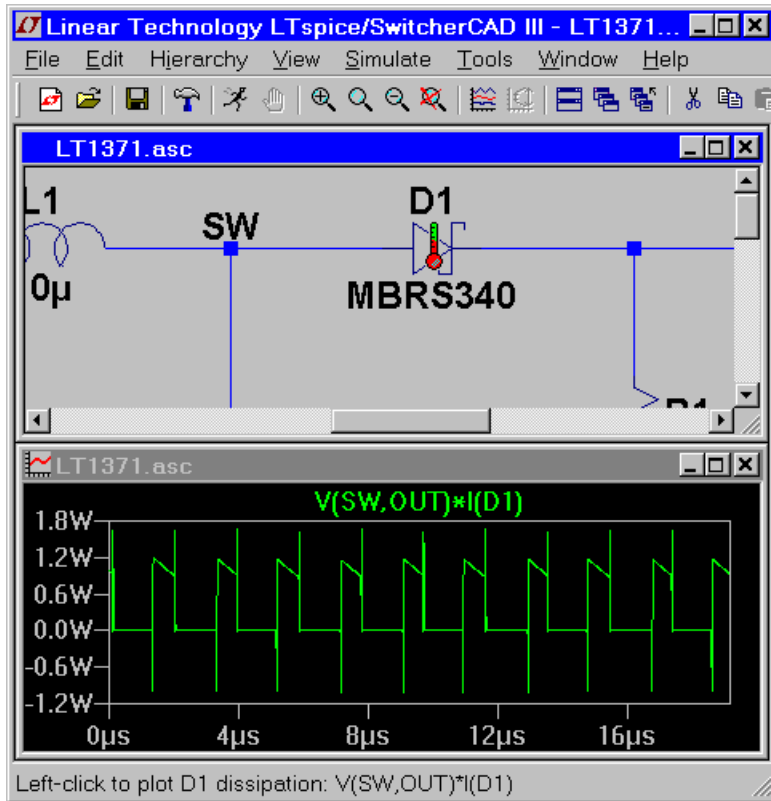 Linear Technology LTspice/SwitcherCAD III - LT1371...
File Edit Hierarchy View Simulate Tools Window Help
LT1371.asc
L1
SW
D1
0µ
MBRS340
LT1371.asc
V(SW,OUT)*I(D1)
1.8W
1.2W
0.6W
0.0W
-0.6W
-1.2W
0µs 4µs 8µs 12µs 16µs
Left-click to plot D1 dissipation: V(SW,OUT)*I(D1)